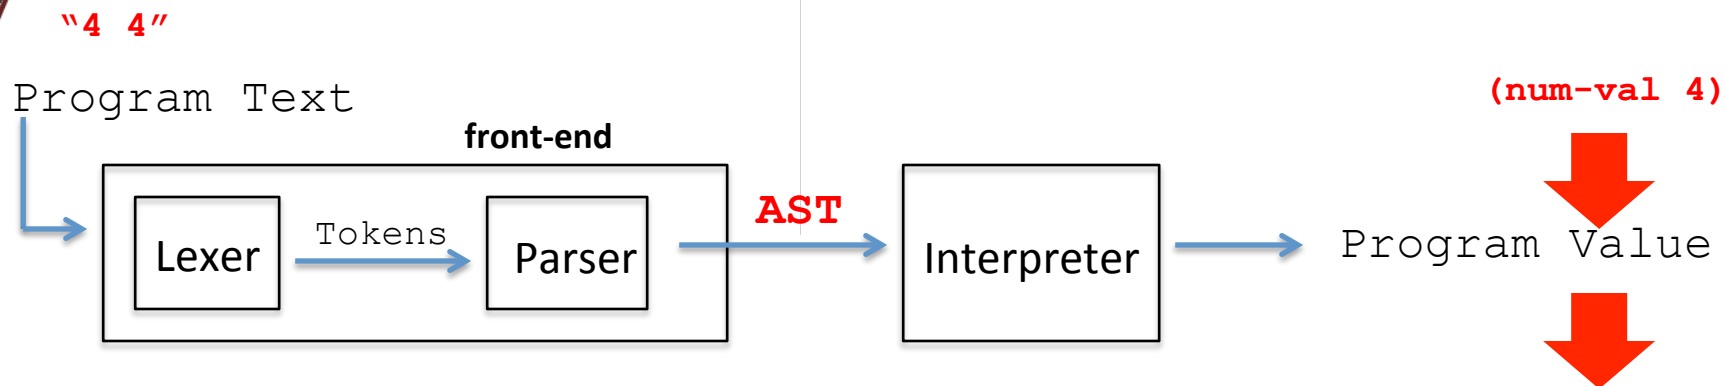 “4 4”
Program Text
(num-val 4)
front-end
AST
Tokens
Lexer
Parser
Interpreter
Program Value